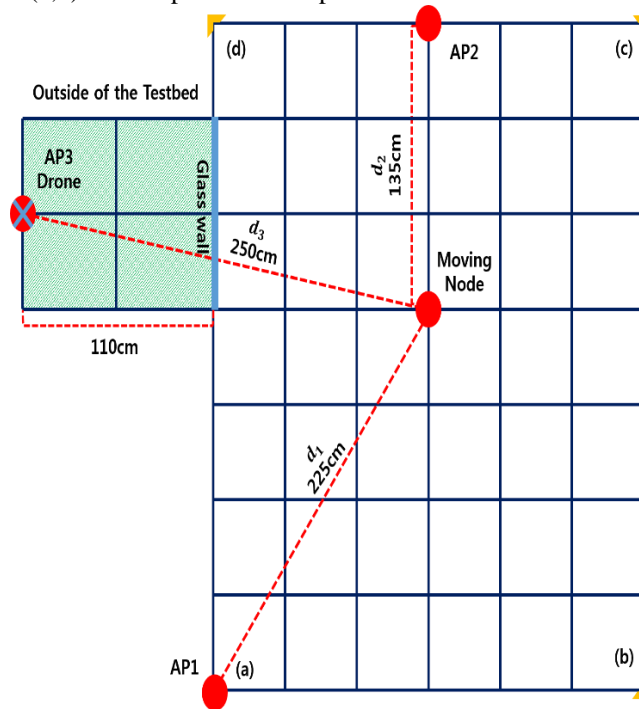 (d)
(c)
AP2
Outside of the Testbed
AP3
Drone
Glass wall
d₂
135cm
d₃
250cm
Moving
Node
110cm
d₁
225cm
AP1
(a)
(b)